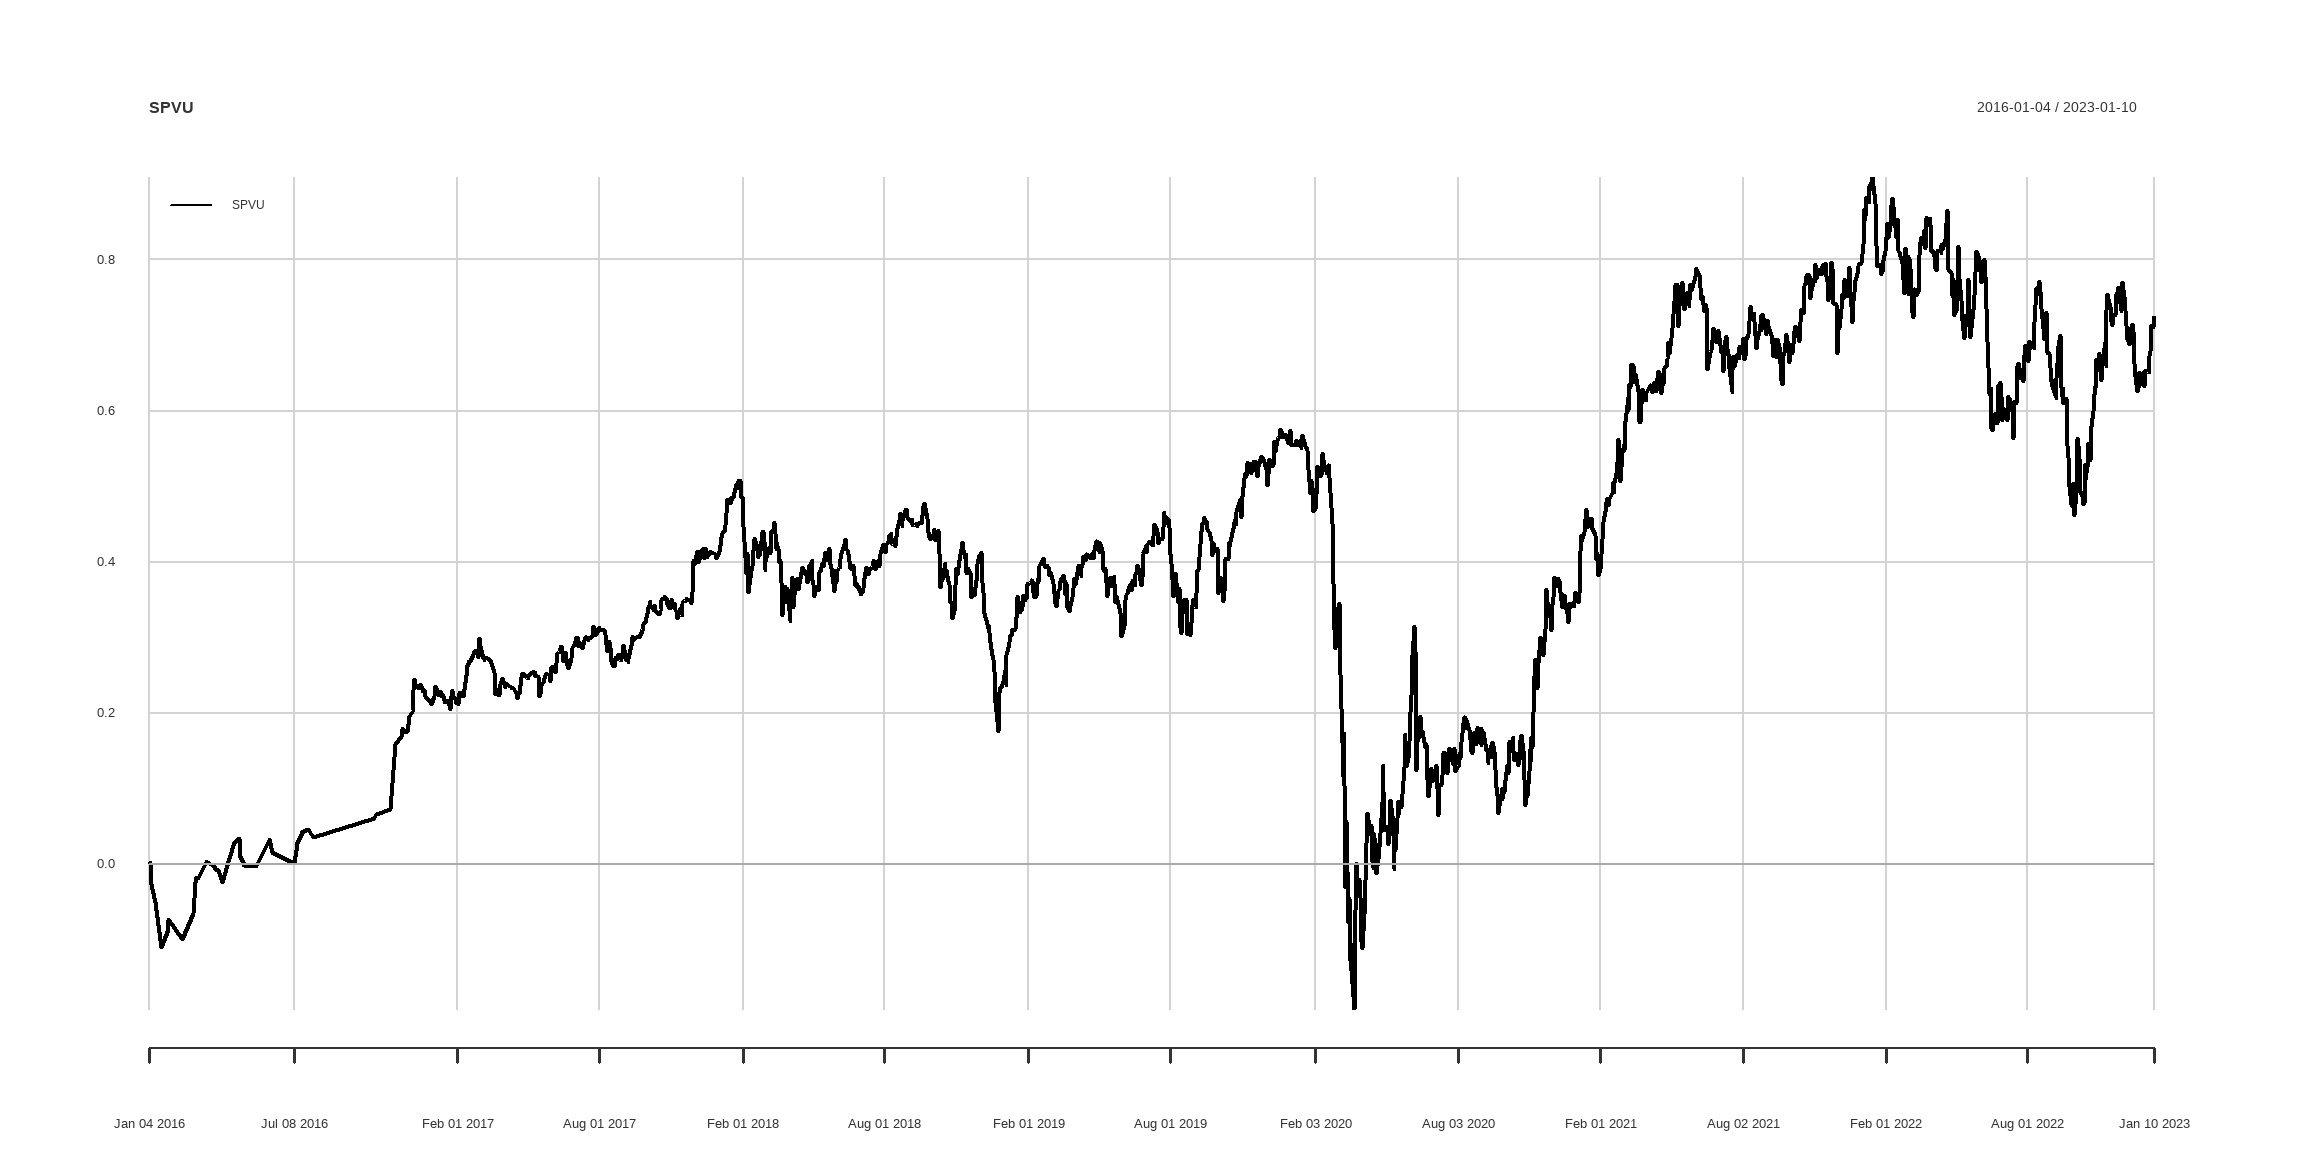 SPVU
2016-01-04 / 2023-01-10
SPVU
0.8
0.6
0.4
0.2
0.0
Jan 04 2016
Jul 08 2016
Feb 01 2017
Aug 01 2017
Feb 01 2018
Aug 01 2018
Feb 01 2019
Aug 01 2019
Feb 03 2020
Aug 03 2020
Feb 01 2021
Aug 02 2021
Feb 01 2022
Aug 01 2022
Jan 10 2023